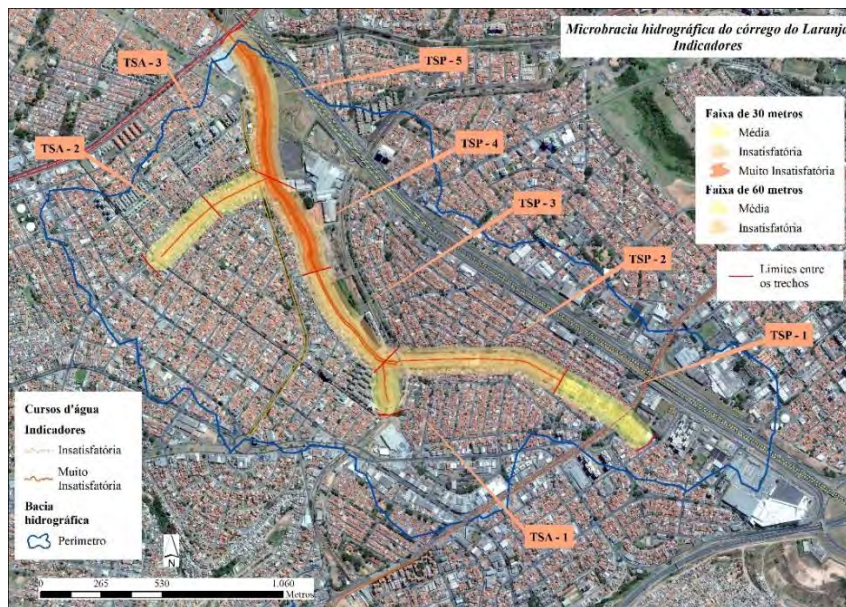 Microbracia hidrográfica do córrego do Laranja
Indicadores
TSA - 3
TSP - 5
TSA - 2
TSP - 4
TSP - 3
TSP - 2
TSP - 1
TSA - 1
Faixa de 30 metros
Média
Insatisfatória
Muito Insatisfatória
Faixa de 60 metros
Média
Insatisfatória
Limites entre
os trechos
Cursos d'água
Indicadores
Insatisfatória
Muito
Insatisfatória
Bacia
hidrográfica
Perímetro
N
0 265 530 1.060
Metros